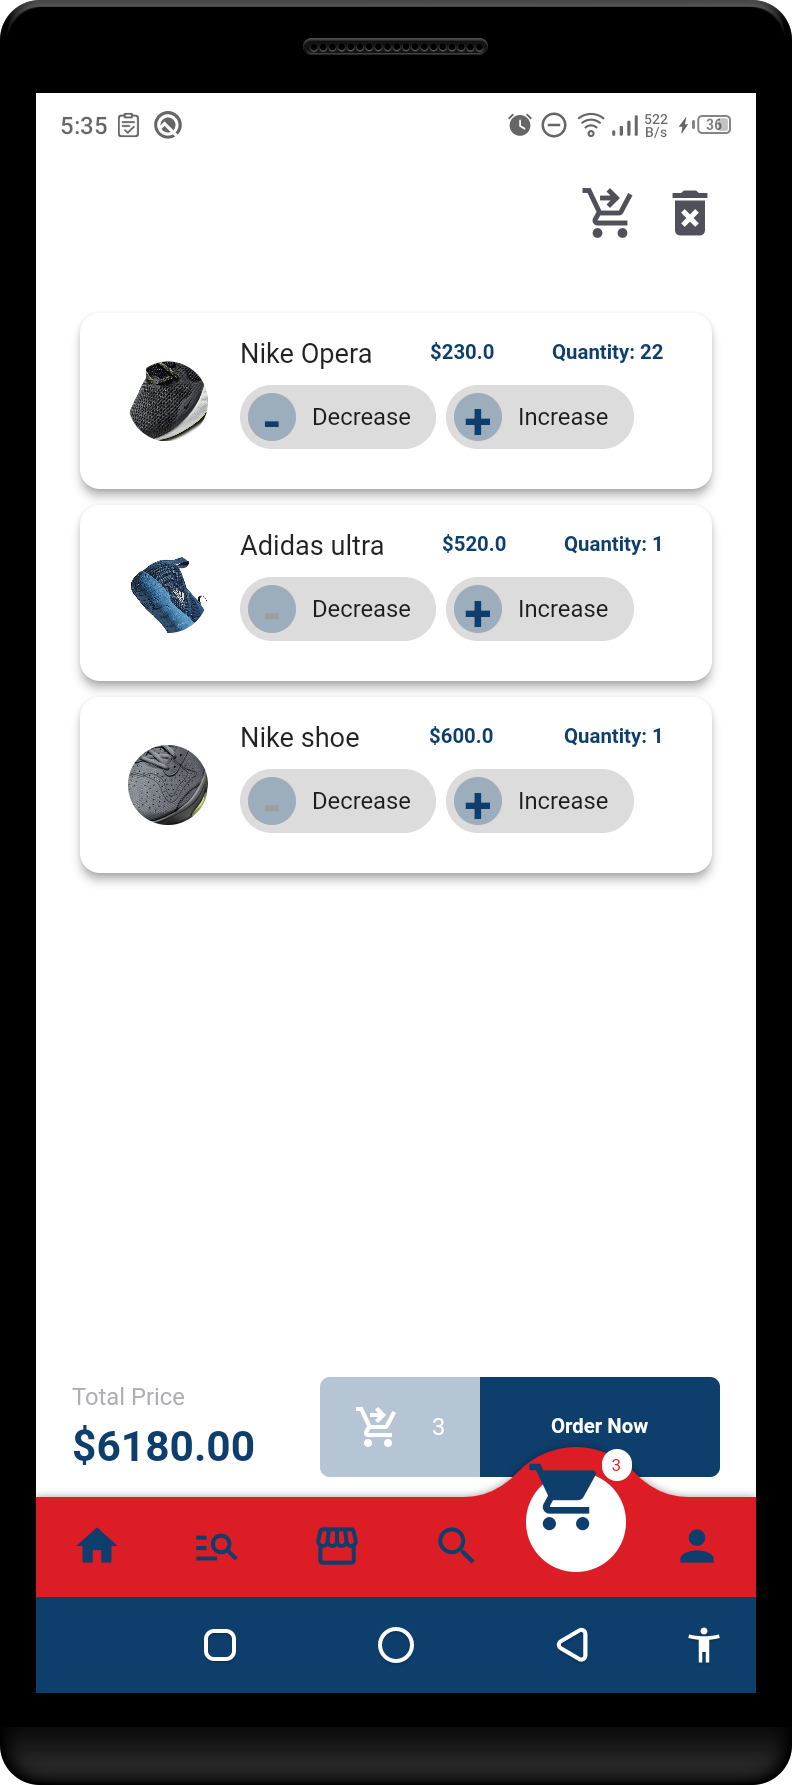 5:35 522 B/s 36
Nike Opera $230.0 Quantity: 22
- Decrease + Increase
Adidas ultra $520.0 Quantity: 1
- Decrease + Increase
Nike shoe $600.0 Quantity: 1
- Decrease + Increase
Total Price
$6180.00
3
Order Now
3